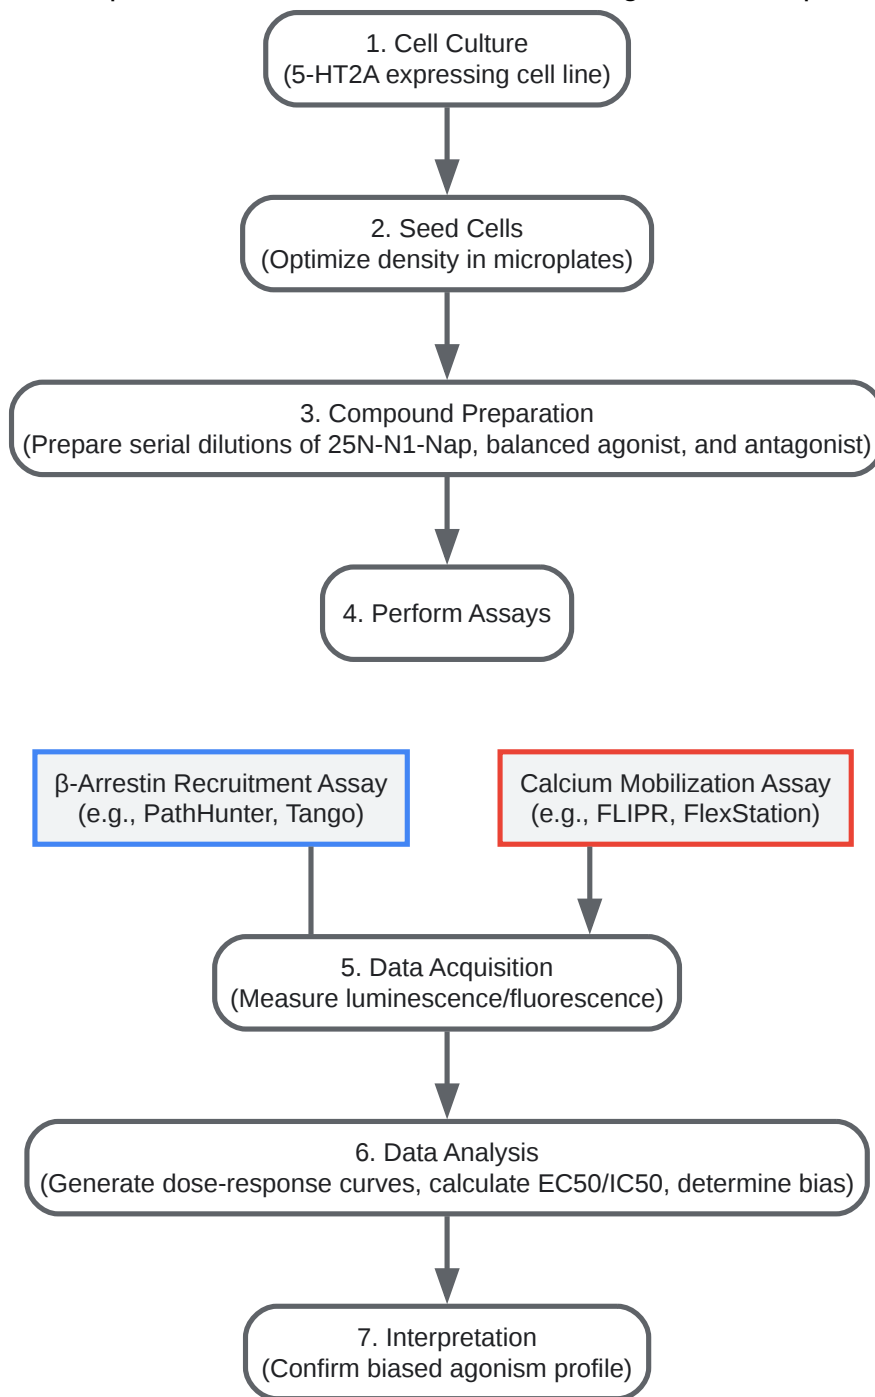 1. Cell Culture
(5-HT2A expressing cell line)
2. Seed Cells
(Optimize density in microplates)
3. Compound Preparation
(Prepare serial dilutions of 25N-N1-Nap, balanced agonist, and antagonist)
4. Perform Assays
β-Arrestin Recruitment Assay
(e.g., PathHunter, Tango)
Calcium Mobilization Assay
(e.g., FLIPR, FlexStation)
5. Data Acquisition
(Measure luminescence/fluorescence)
6. Data Analysis
(Generate dose-response curves, calculate EC50/IC50, determine bias)
7. Interpretation
(Confirm biased agonism profile)